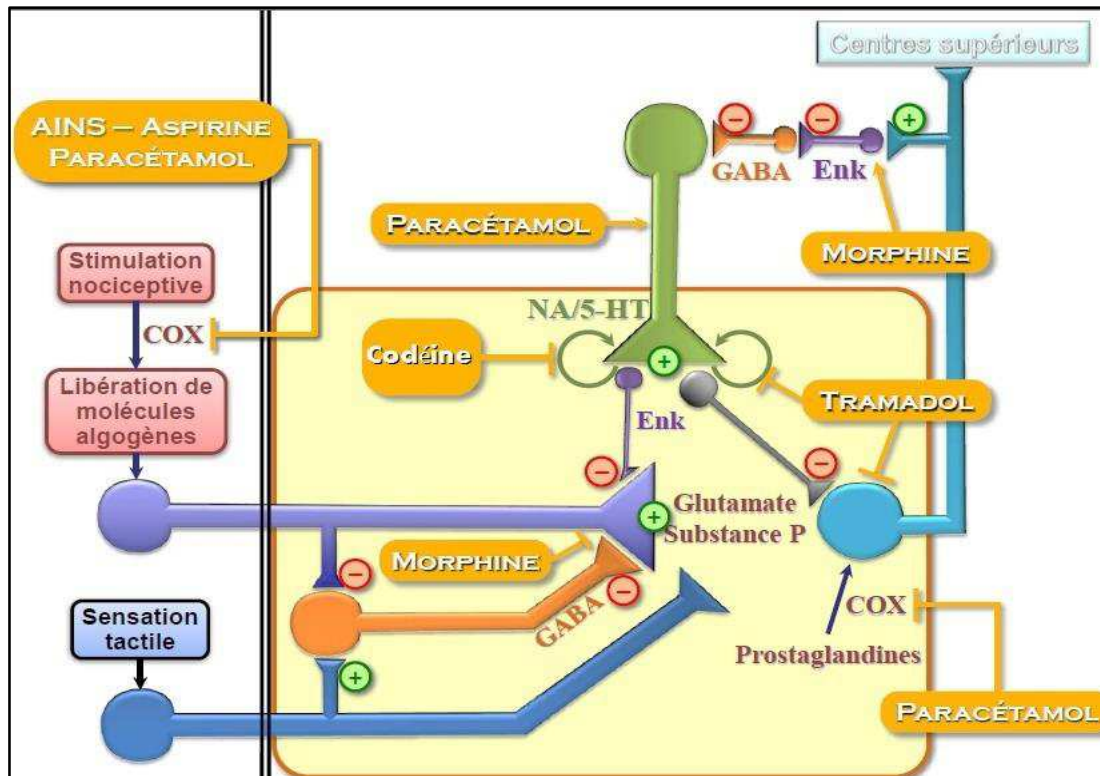 Centres supérieurs
AINS – ASPIRINE
PARACÉTAMOL
GABA
Enk
PARACÉTAMOL
MORPHINE
Stimulation
nociceptive
COX
NA/5-HT
Codéine
Libération de
molécules
algogènes
TRAMADOL
Enk
Glutamate
Substance P
MORPHINE
GABA
Sensation
tactile
COX
Prostaglandines
PARACÉTAMOL